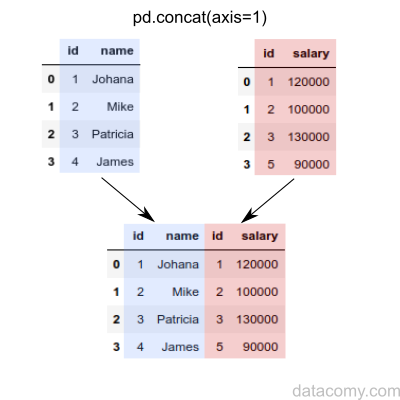 pd.concat(axis=1)
id name
0 1 Johana
1 2 Mike
2 3 Patricia
3 4 James
id salary
0 1 120000
1 2 100000
2 3 130000
3 5 90000
id name id salary
0 1 Johana 1 120000
1 2 Mike 2 100000
2 3 Patricia 3 130000
3 4 James 5 90000
datacomy.com